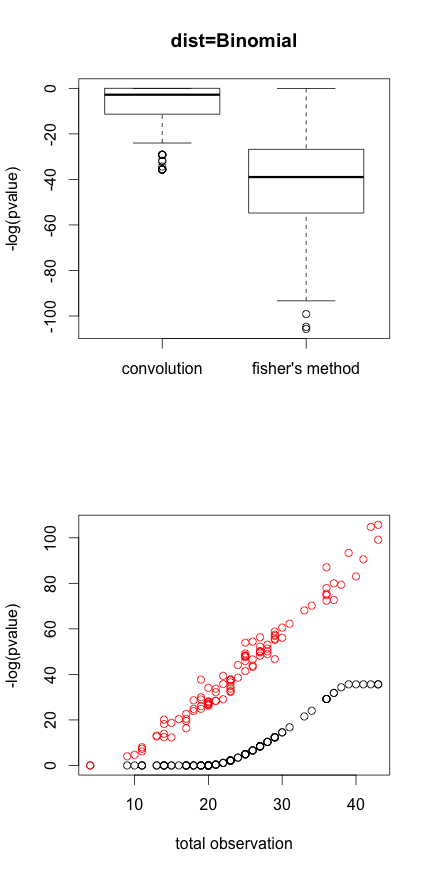 dist=Binomial
-log(pvalue)
0
-20
-40
-60
-80
-100
convolution fisher's method
-log(pvalue)
100
80
60
40
20
0
10 20 30 40
total observation